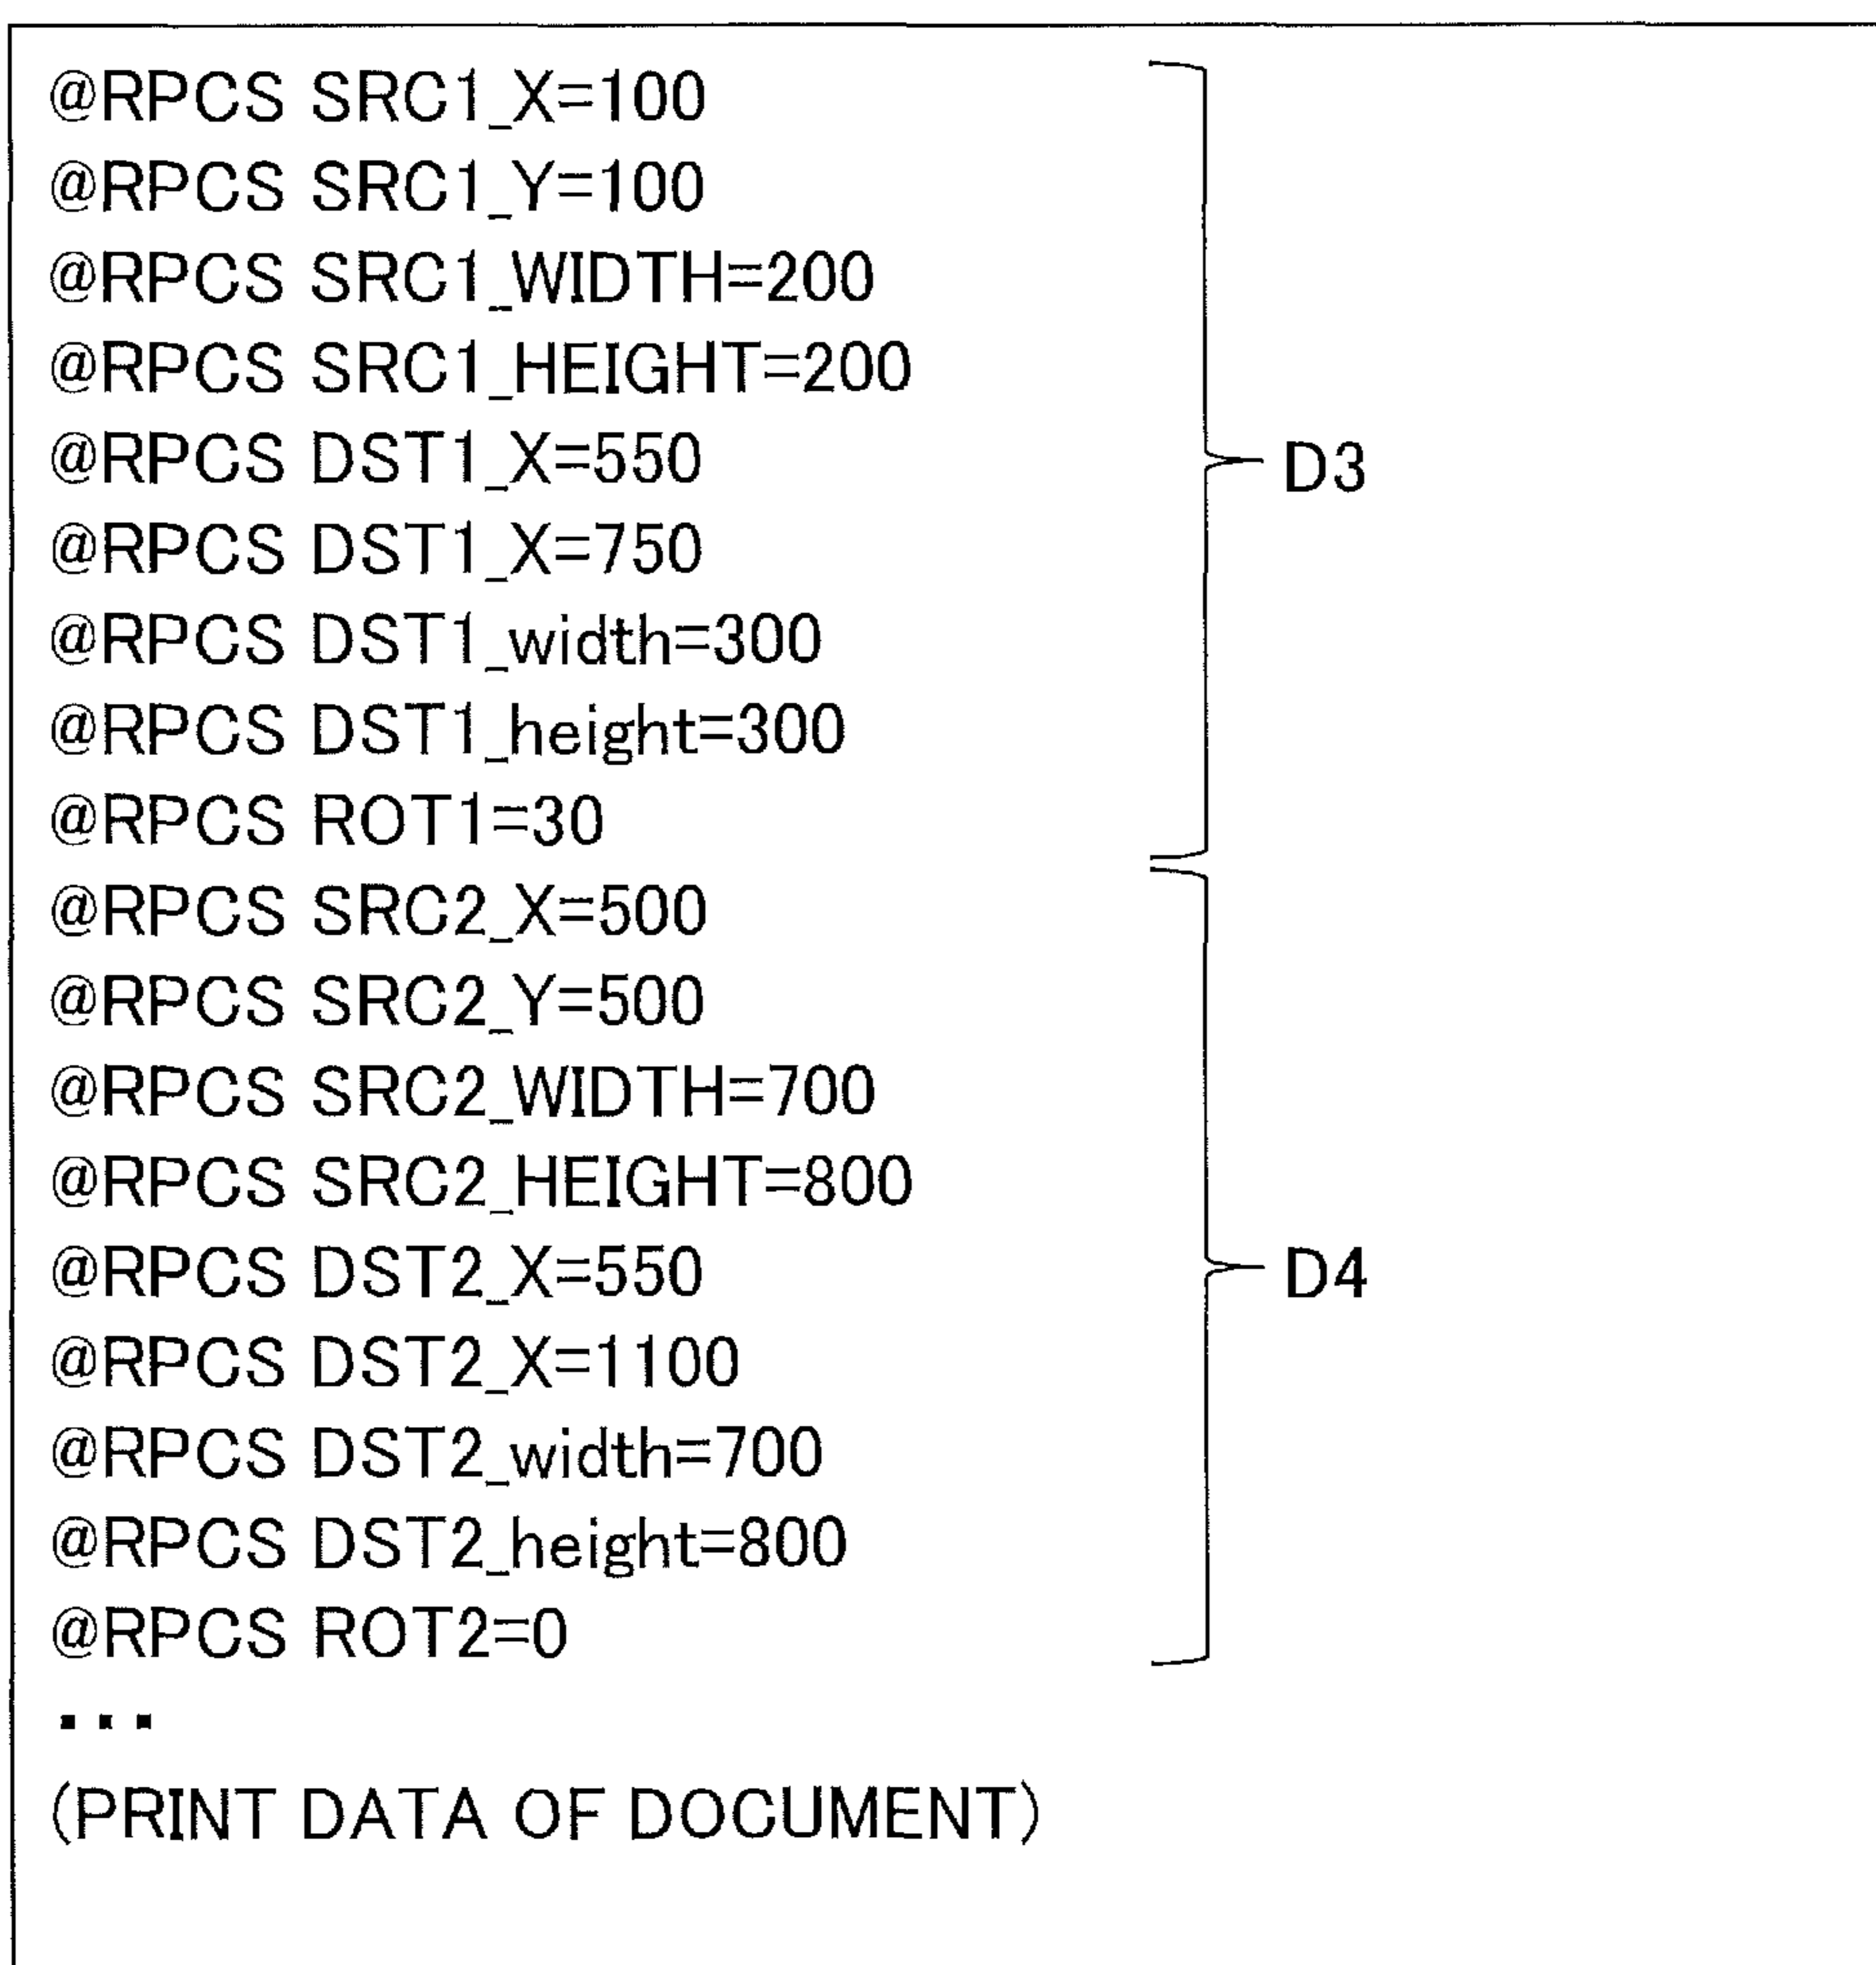 @RPCS SRC1_X=100
@RPCS SRC1_Y=100
@RPCS SRC1_WIDTH=200
@RPCS SRC1_HEIGHT=200
@RPCS DST1_X=550
@RPCS DST1_X=750
@RPCS DST1_width=300
@RPCS DST1_height=300
@RPCS ROT1=30
D3
@RPCS SRC2_X=500
@RPCS SRC2_Y=500
@RPCS SRC2_WIDTH=700
@RPCS SRC2_HEIGHT=800
@RPCS DST2_X=550
@RPCS DST2_X=1100
@RPCS DST2_width=700
@RPCS DST2_height=800
@RPCS ROT2=0
D4
...
(PRINT DATA OF DOCUMENT)